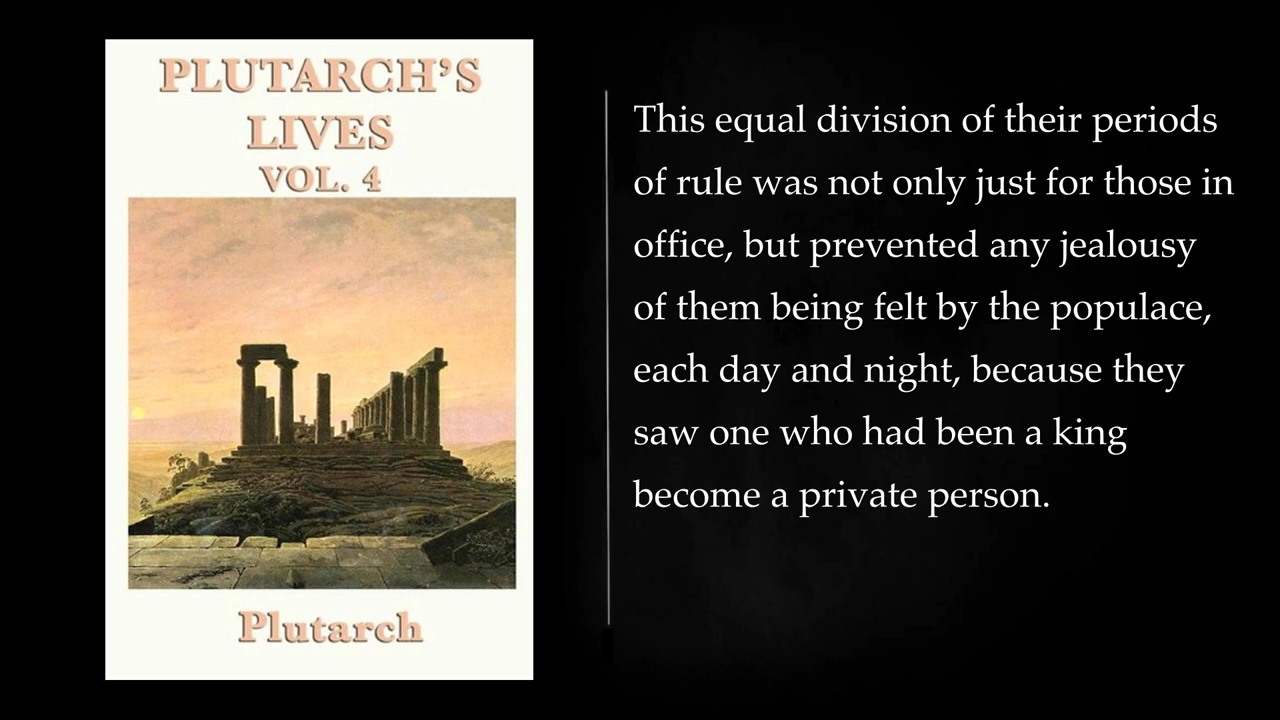 PLUTARCH'S
LIVES
VOL. 4
Plutarch
This equal division of their periods
of rule was not only just for those in
office, but prevented any jealousy
of them being felt by the populace,
each day and night, because they
saw one who had been a king
become a private person.